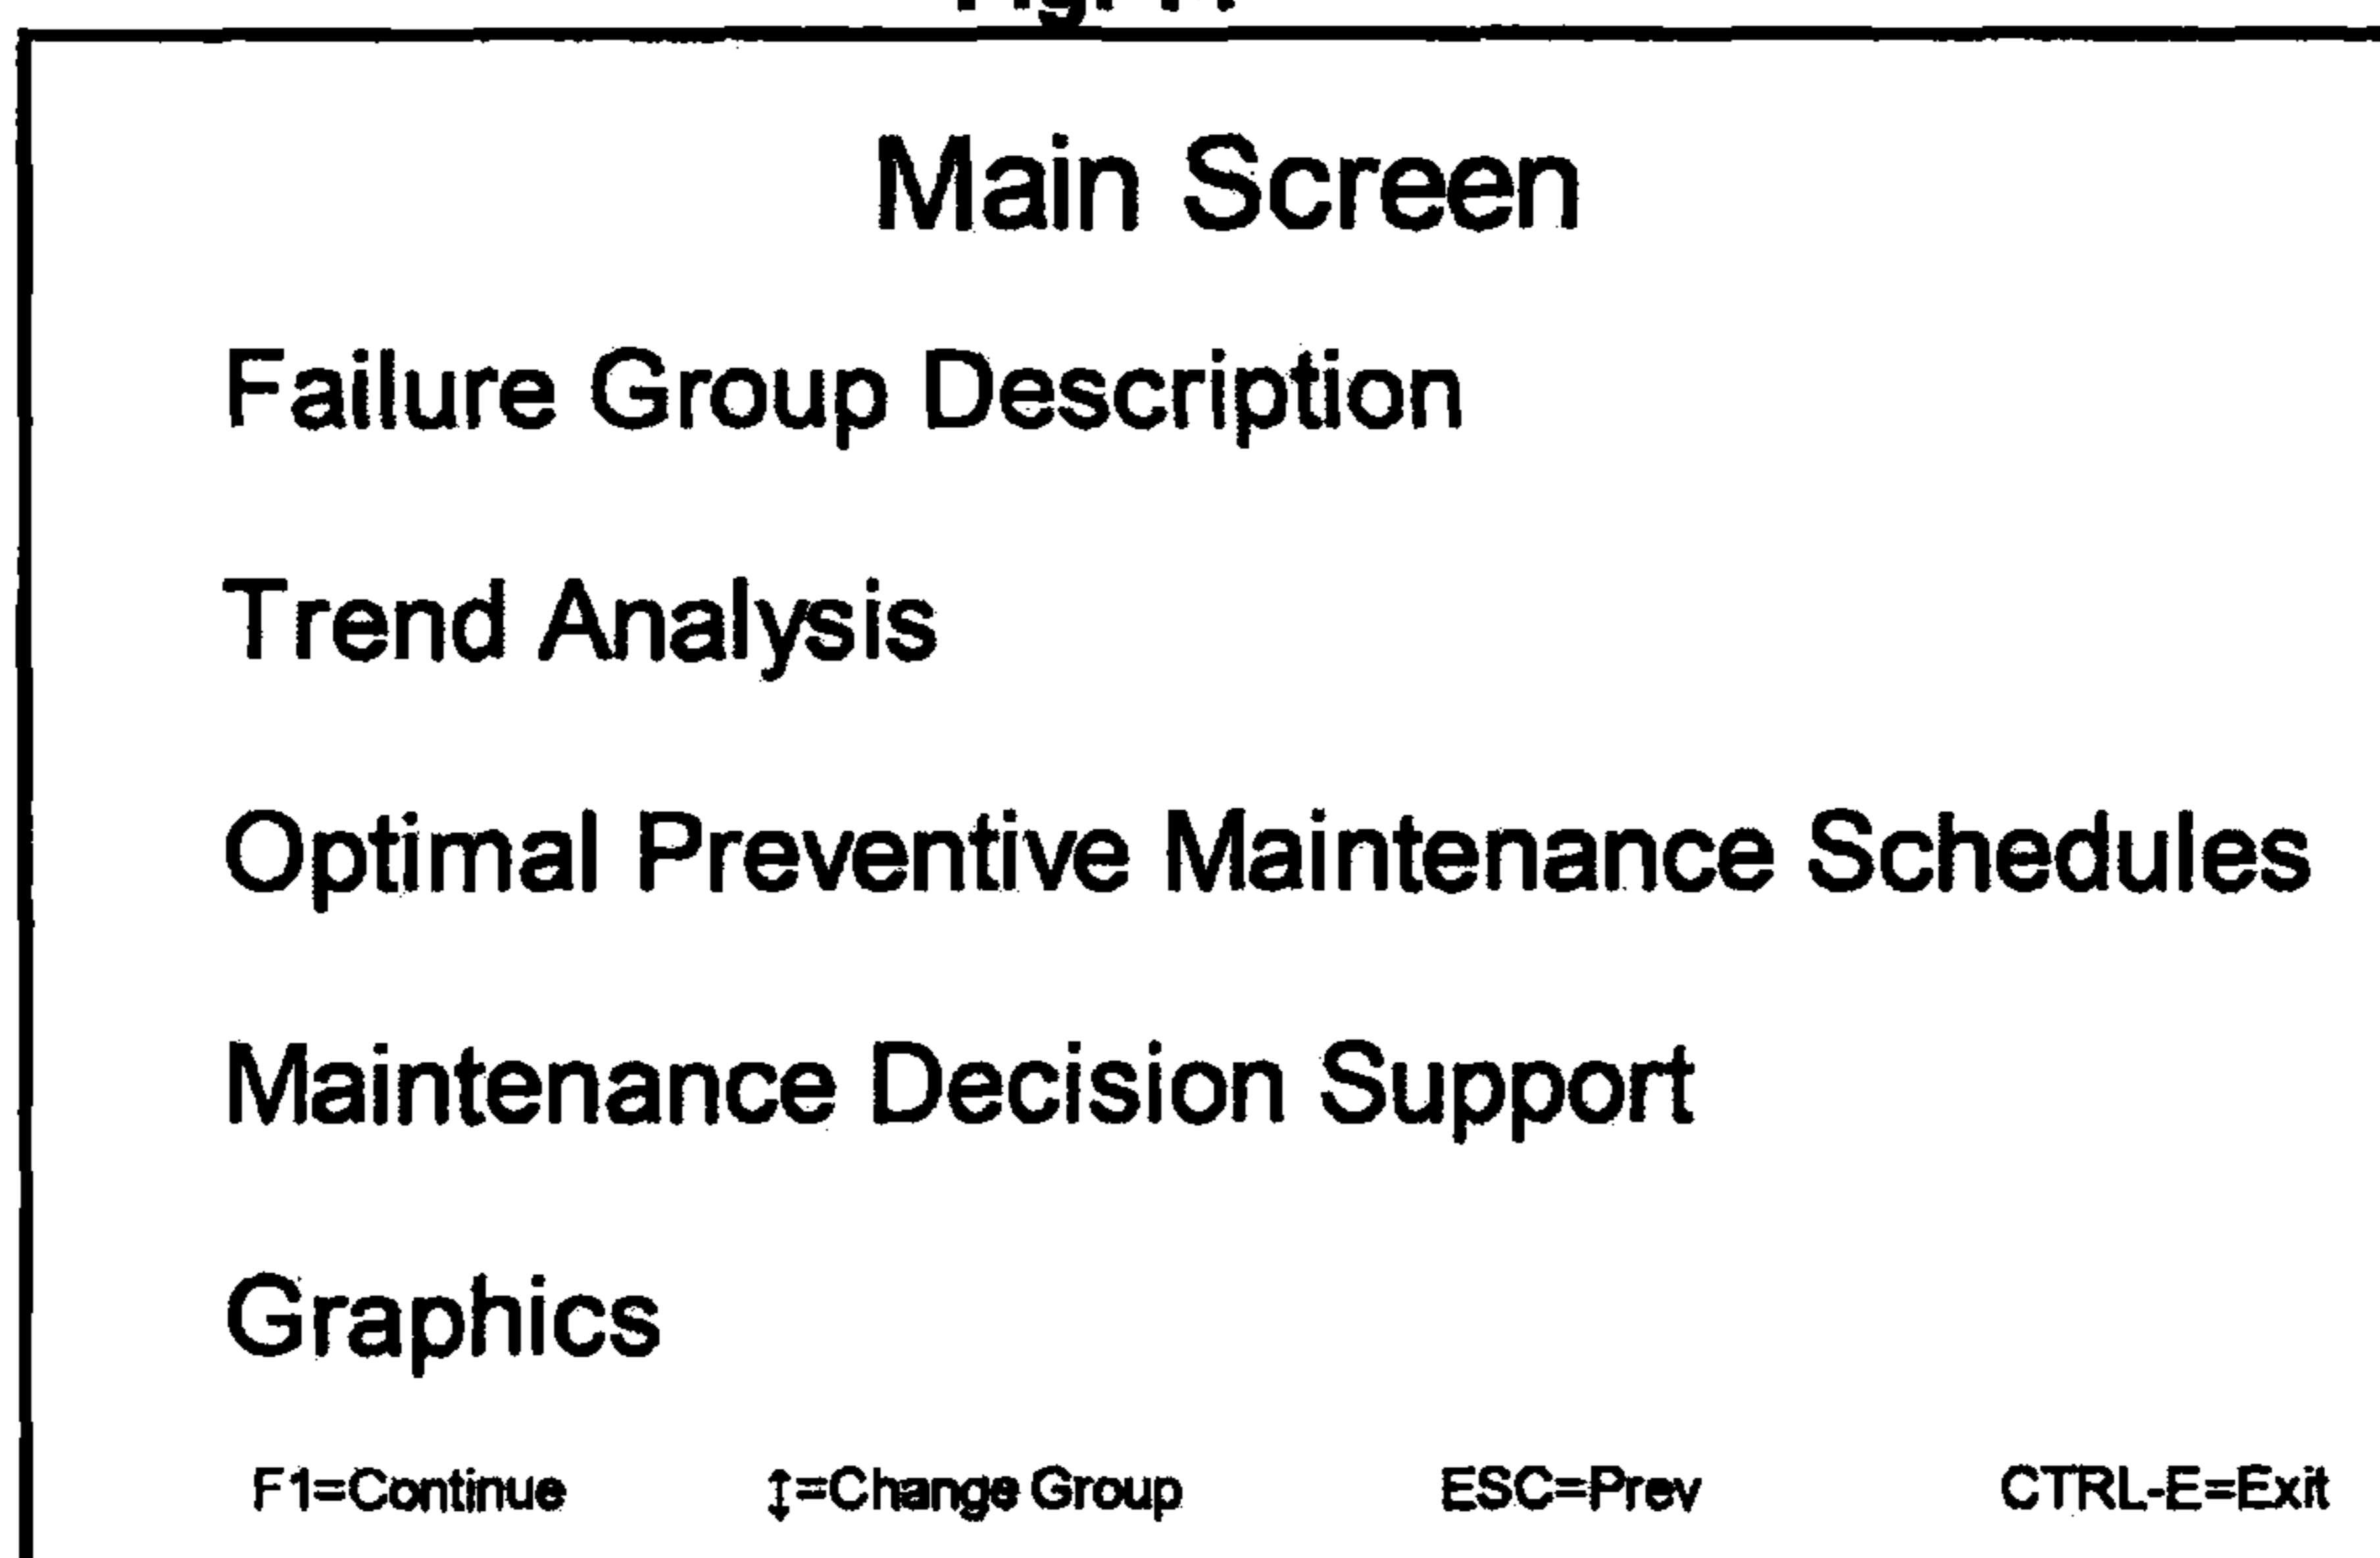 Main Screen
Failure Group Description
Trend Analysis
Optimal Preventive Maintenance Schedules
Maintenance Decision Support
Graphics
F1=Continue ↕=Change Group ESC=Prev CTRL-E=Exit